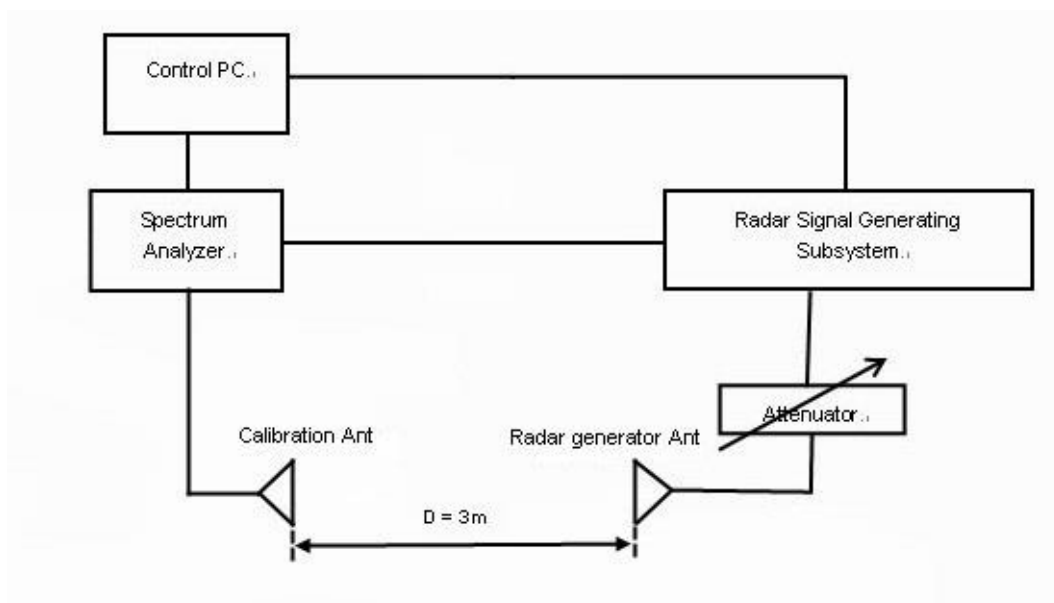 Control PC
Spectrum
Analyzer
Radar Signal Generating
Subsystem
Attenuator
Calibration Ant
Radar generator Ant
D = 3m